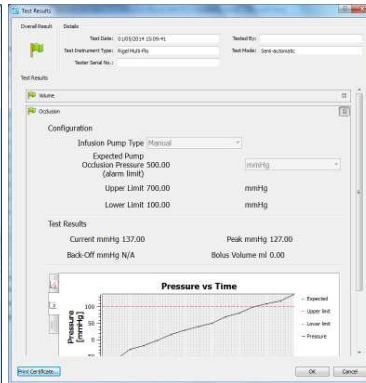 Test Results
Overall Result
Details
Test Date: 01/05/2014 15:09:41
Tested By:
Test Instrument Type: Rigel Multi-Flo
Test Mode: Semi-automatic
Tester Serial No.:
Test Results
Volume
Occlusion
Configuration
Infusion Pump Type Manual
Expected Pump
Occlusion Pressure 500.00 mmHg
(alarm limit)
Upper Limit 700.00 mmHg
Lower Limit 100.00 mmHg
Test Results
Current mmHg 137.00
Peak mmHg 127.00
Back-Off mmHg N/A
Bolus Volume ml 0.00
Pressure vs Time
Pressure
[mmHg]
100
50
0
Expected
Upper limit
Lower limit
Pressure
Print Certificate...
OK
Cancel